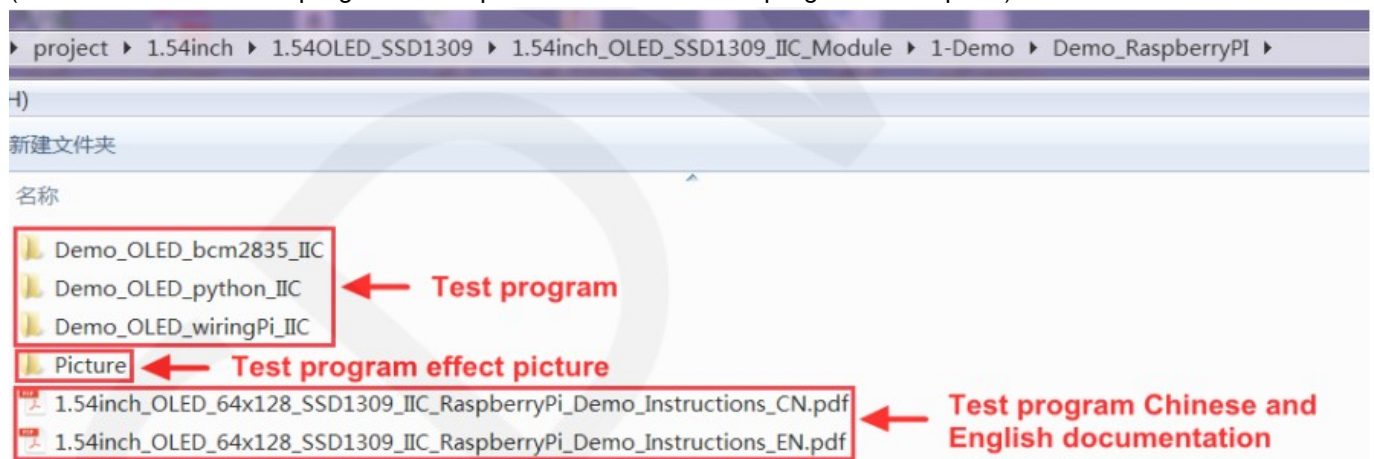 project ▸ 1.54inch ▸ 1.54OLED_SSD1309 ▸ 1.54inch_OLED_SSD1309_IIC_Module ▸ 1-Demo ▸ Demo_RaspberryPI ▸
H)
新建文件夹
名称
Demo_OLED_bcm2835_IIC
Demo_OLED_python_IIC
Test program
Demo_OLED_wiringPi_IIC
Picture
Test program effect picture
1.54inch_OLED_64x128_SSD1309_IIC_RaspberryPi_Demo_Instructions_CN.pdf
1.54inch_OLED_64x128_SSD1309_IIC_RaspberryPi_Demo_Instructions_EN.pdf
Test program Chinese and
English documentation